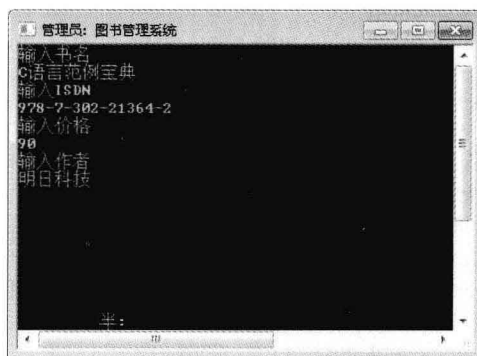 管理员: 图书管理系统
输入书名
C语言范例宝典
输入ISDN
978-7-302-21364-2
输入价格
90
输入作者
明日科技
半: